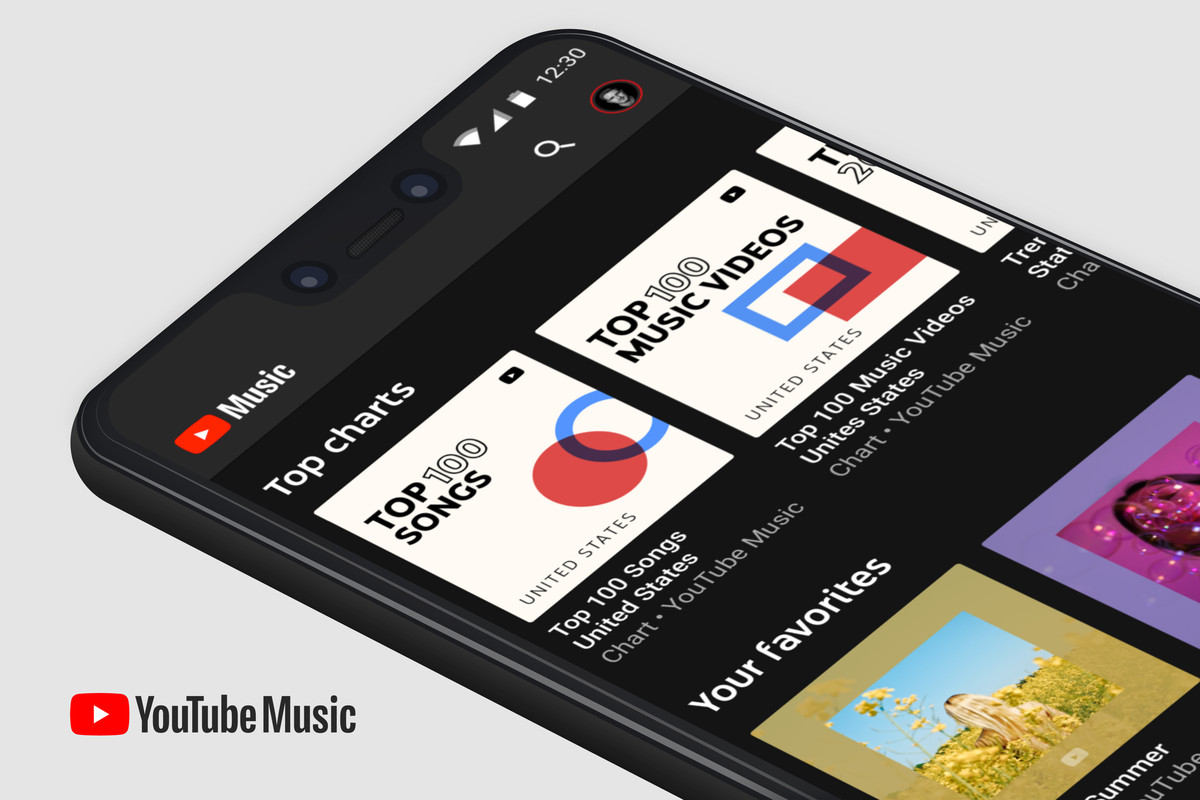 12:30
Music
Top charts
TOP 100
SONGS
UNITED STATES
Top 100 Songs
United States
Chart • YouTube Music
TOP 100
MUSIC VIDEOS
UNITED STATES
Top 100 Music Videos
Unites States
Chart • YouTube Music
T
2
UN
Trer
Stat
Cha
Your favorites
Summer
YouTube Music